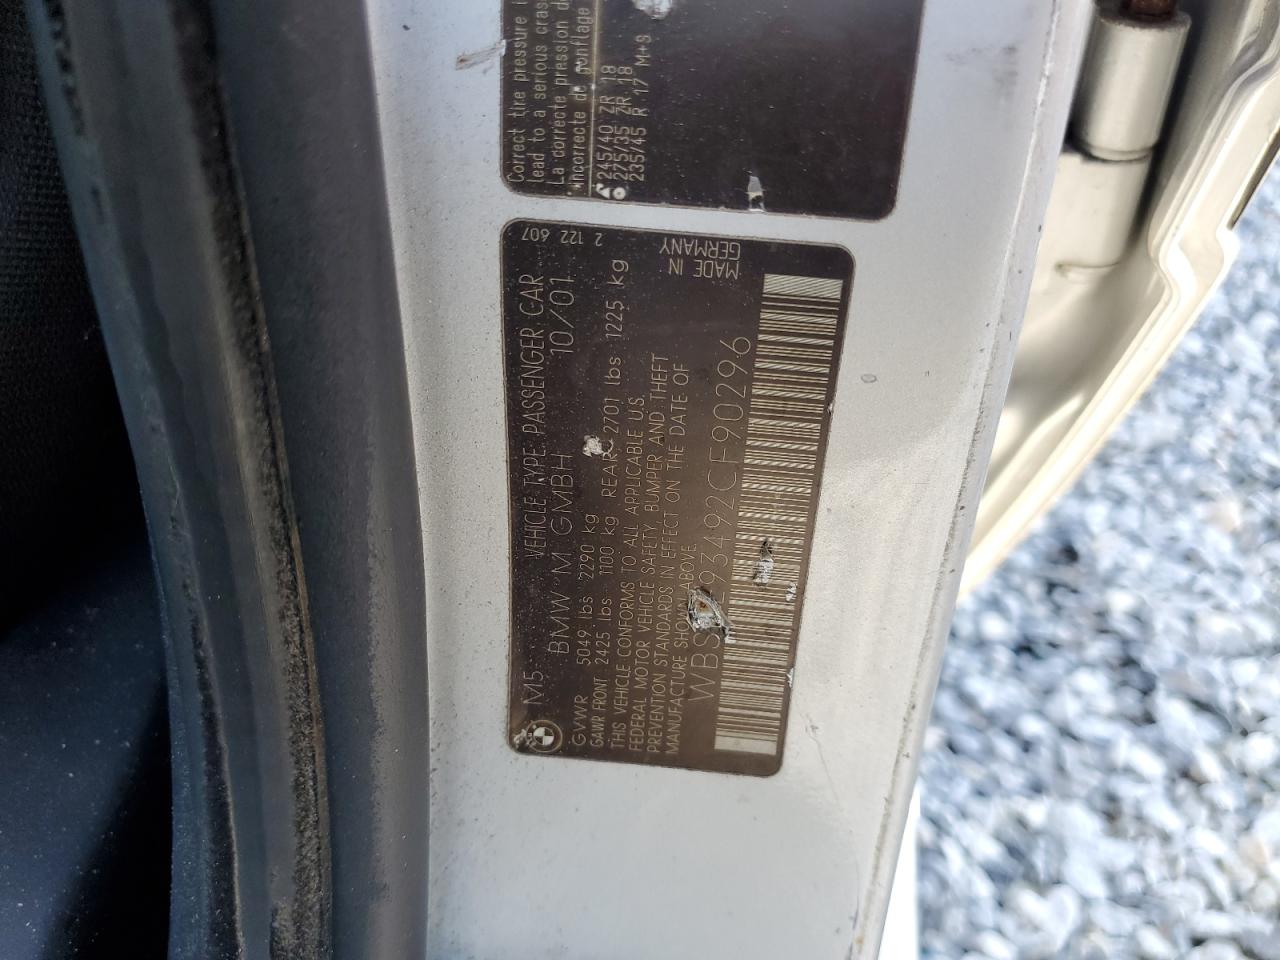 M5 VEHICLE TYPE: PASSENGER CAR 2 122 607
BMW M GMBH 10/01
GVWR 5049 lbs 2290 kg
GAWR FRONT 2425 lbs 1100 kg REAR 2701 lbs 1225 kg
THIS VEHICLE CONFORMS TO ALL APPLICABLE U.S.
FEDERAL MOTOR VEHICLE SAFETY, BUMPER AND THEFT
PREVENTION STANDARDS IN EFFECT ON THE DATE OF
MANUFACTURE SHOWN ABOVE.
MADE IN
GERMANY
93492CF90296
Correct tire pressure
lead to a serious
La correcte pression
incorrecte de gonflage
245/40 ZR 18
225/35 ZR 18
235/45 R 17 M+S